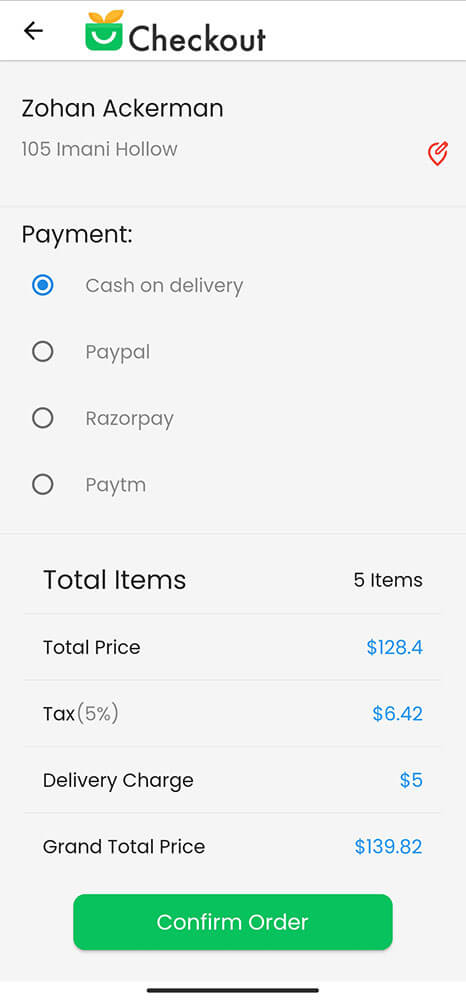 Checkout
Zohan Ackerman
105 Imani Hollow
Payment:
Cash on delivery
Paypal
Razorpay
Paytm
Total Items 5 Items
Total Price $128.4
Tax(5%) $6.42
Delivery Charge $5
Grand Total Price $139.82
Confirm Order